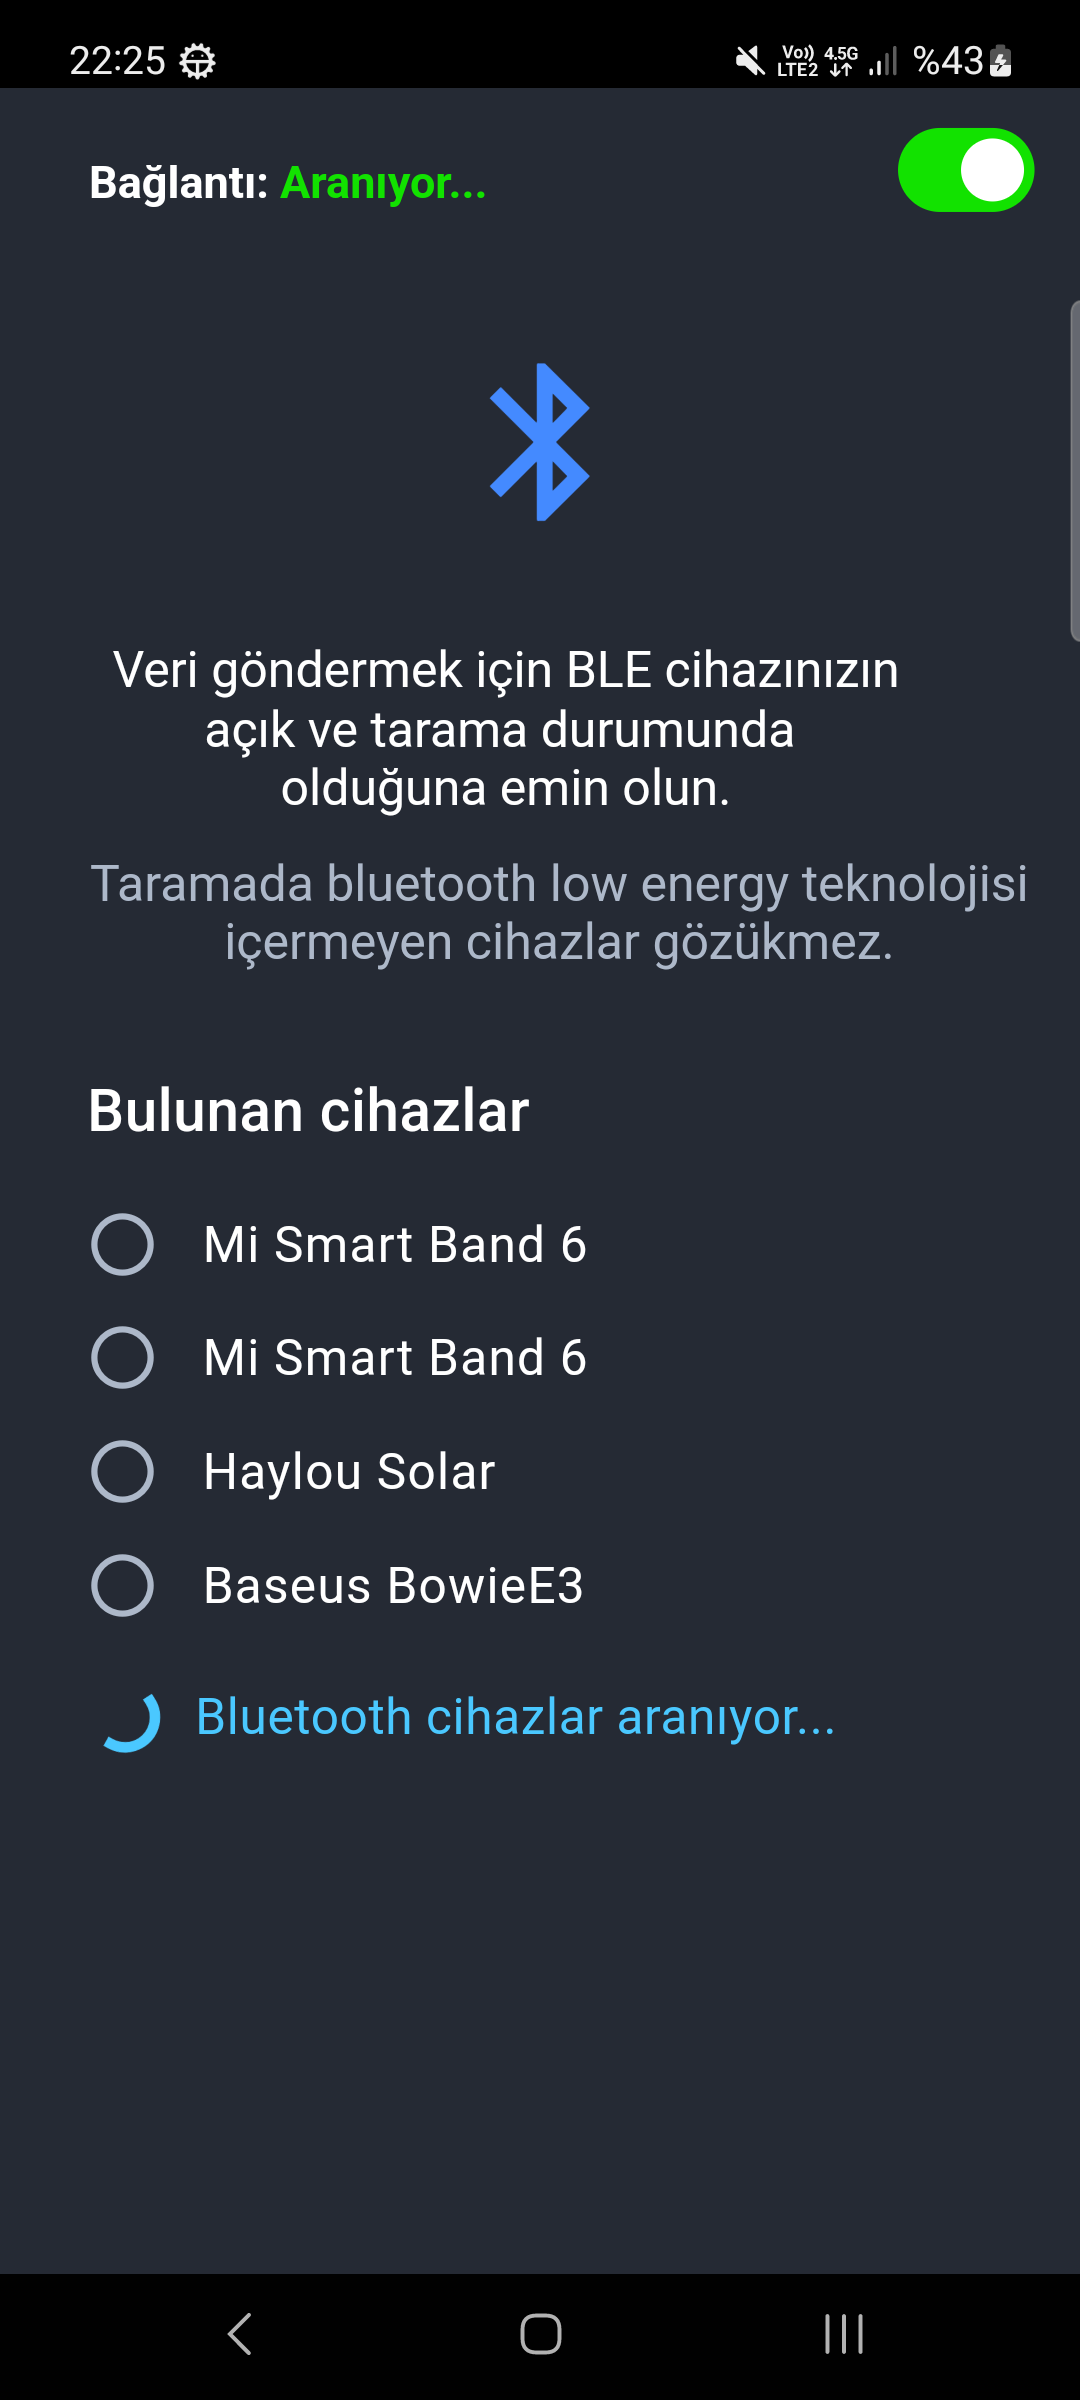 22:25
Vo)) LTE2 4.5G %43
Bağlantı: Aranıyor...
Veri göndermek için BLE cihazınızın
açık ve tarama durumunda
olduğuna emin olun.
Taramada bluetooth low energy teknolojisi
içermeyen cihazlar gözükmez.
Bulunan cihazlar
Mi Smart Band 6
Mi Smart Band 6
Haylou Solar
Baseus BowieE3
Bluetooth cihazlar aranıyor...